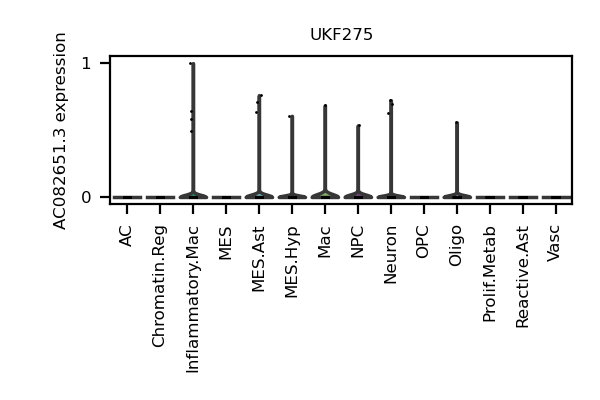 UKF275
AC082651.3 expression
1
0
AC
Chromatin.Reg
Inflammatory.Mac
MES
MES.Ast
MES.Hyp
Mac
NPC
Neuron
OPC
Oligo
Prolif.Metab
Reactive.Ast
Vasc